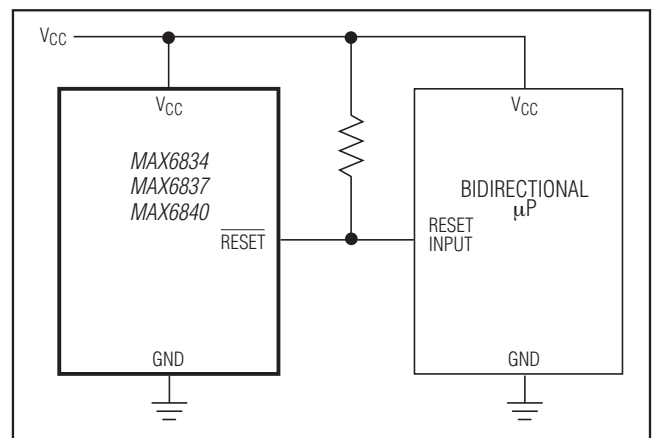 VCC
VCC
MAX6834
MAX6837
MAX6840
RESET
GND
VCC
BIDIRECTIONAL
µP
RESET
INPUT
GND